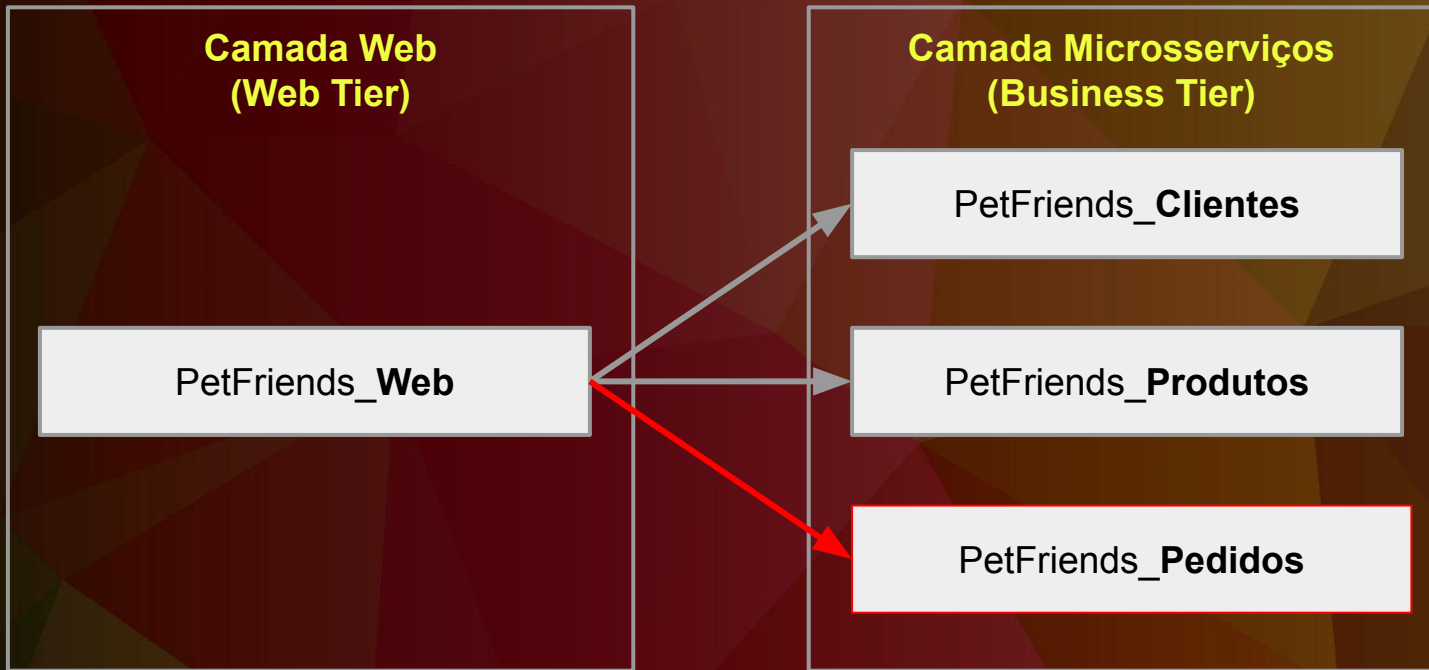 Camada Web
(Web Tier)
Camada Microsserviços
(Business Tier)
PetFriends_Clientes
PetFriends_Web
PetFriends_Produtos
PetFriends_Pedidos